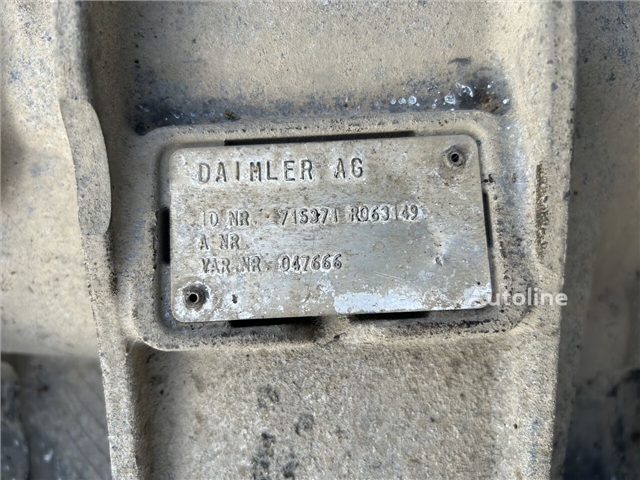 DAIMLER AG
ID NR. 715371 R063149
A NR.
VAR.NR. 047666
autoline